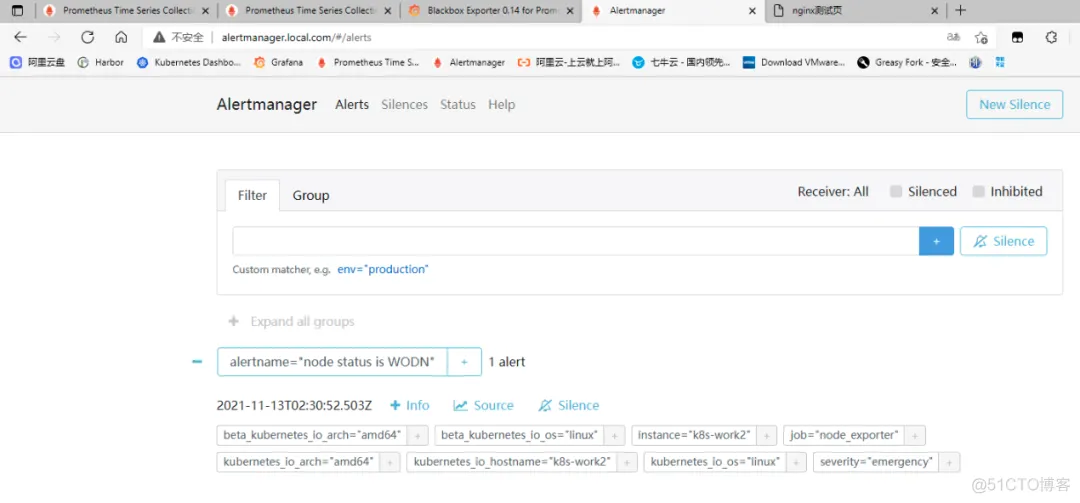 Prometheus Time Series Collecti Prometheus Time Series Collecti Blackbox Exporter 0.14 for Prom Alertmanager nginx测试页
不安全 alertmanager.local.com/#/alerts
阿里云盘 Harbor Kubernetes Dashbo... Grafana Prometheus Time S... Alertmanager 阿里云-上云就上阿... 七牛云 - 国内领先... Download VMware... Greasy Fork - 安全...
Alertmanager Alerts Silences Status Help New Silence
Filter Group Receiver: All Silenced Inhibited
+ Silence
Custom matcher, e.g. env="production"
+ Expand all groups
alertname="node status is WODN" + 1 alert
2021-11-13T02:30:52.503Z + Info Source Silence
beta_kubernetes_io_arch="amd64" + beta_kubernetes_io_os="linux" + instance="k8s-work2" + job="node_exporter" +
kubernetes_io_arch="amd64" + kubernetes_io_hostname="k8s-work2" + kubernetes_io_os="linux" + severity="emergency" +
@51CTO博客